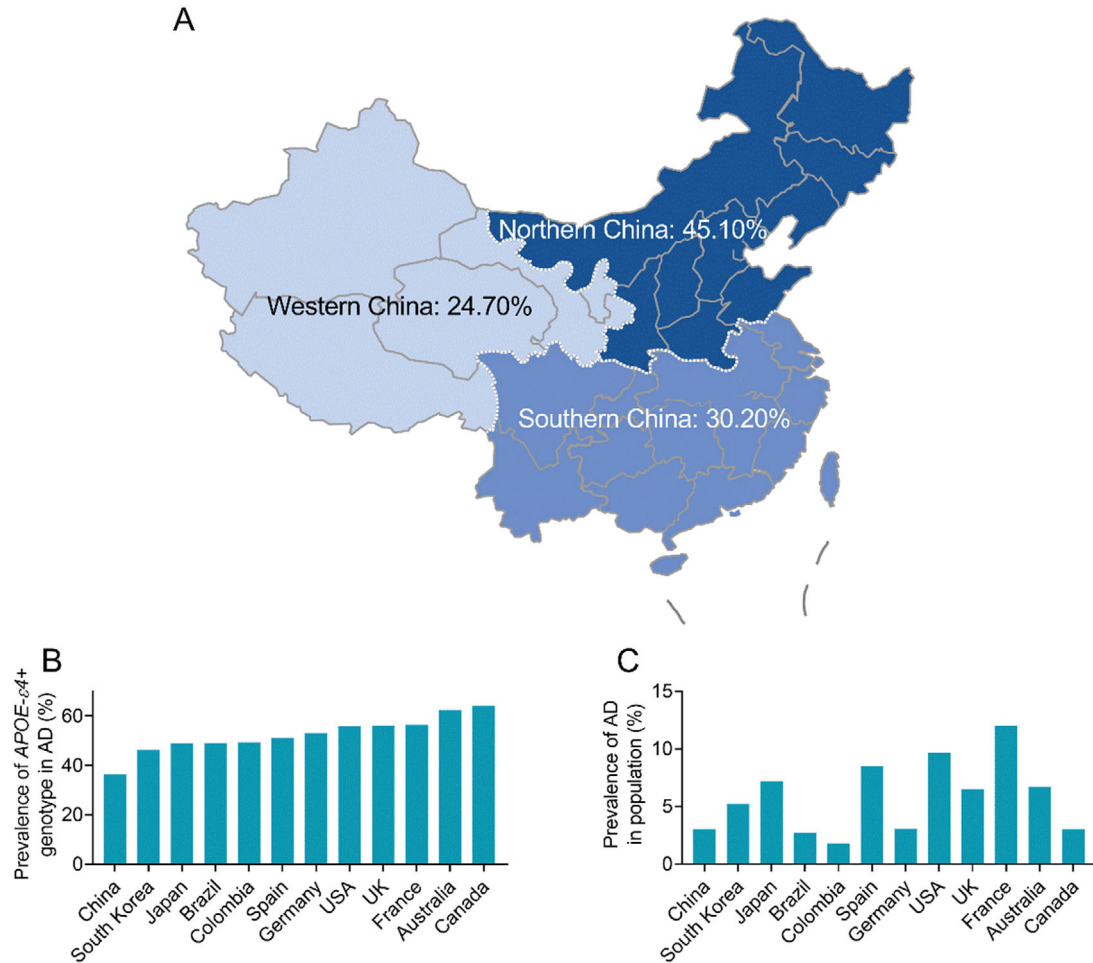 A
Northern China: 45.10%
Western China: 24.70%
Southern China: 30.20%
B
Prevalence of APOE-ε4+
genotype in AD (%)
60
40
20
0
China
South Korea
Japan
Brazil
Colombia
Spain
Germany
USA
UK
France
Australia
Canada
C
Prevalence of AD
in population (%)
15
10
5
0
China
South Korea
Japan
Brazil
Colombia
Spain
Germany
USA
UK
France
Australia
Canada